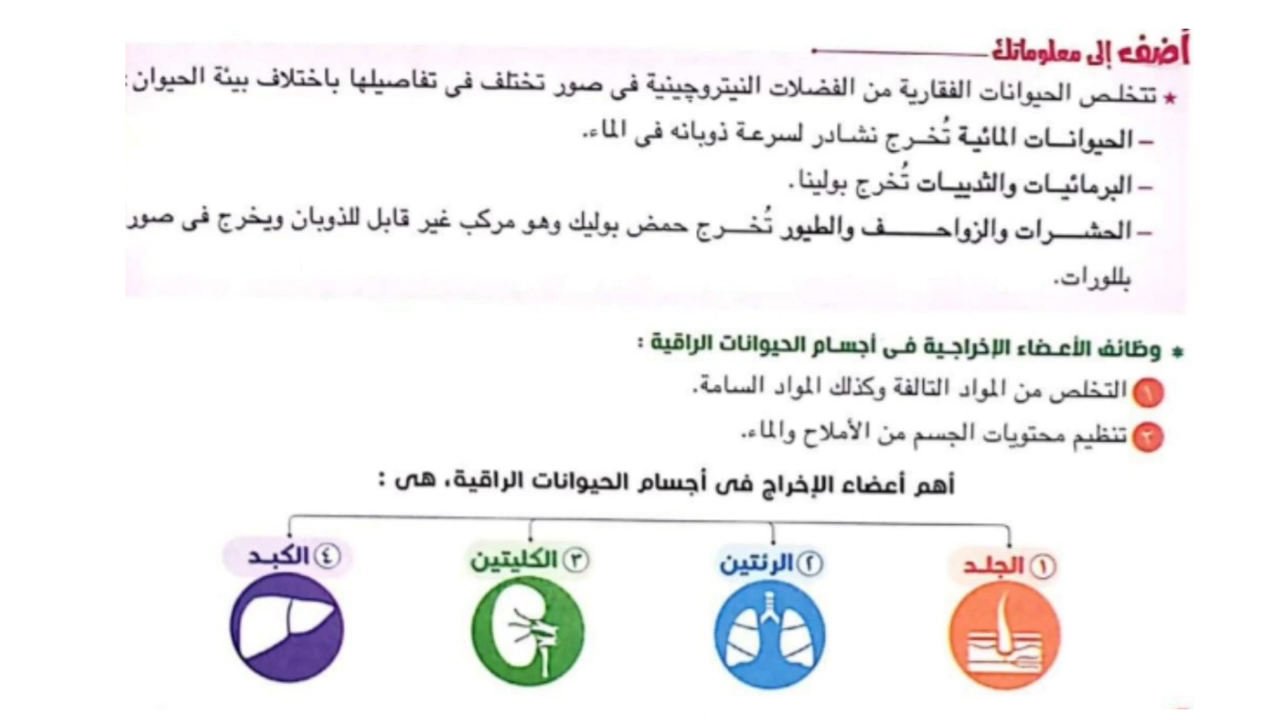 أضف إلى معلوماتك
★ تتخلص الحيوانات الفقارية من الفضلات النيتروچينية فى صور تختلف فى تفاصيلها باختلاف بيئة الحيوان :
– الحيوانات المائية تُخرج نشادر لسرعة ذوبانه فى الماء.
– البرمائيات والثدييات تُخرج بولينا.
– الحشرات والزواحف والطيور تُخرج حمض بوليك وهو مركب غير قابل للذوبان ويخرج فى صور
بللورات.
* وظائف الأعضاء الإخراجية فى أجسام الحيوانات الراقية :
١ التخلص من المواد التالفة وكذلك المواد السامة.
٢ تنظيم محتويات الجسم من الأملاح والماء.
أهم أعضاء الإخراج فى أجسام الحيوانات الراقية، هى :
١ الجلد
٢ الرئتين
٣ الكليتين
٤ الكبد